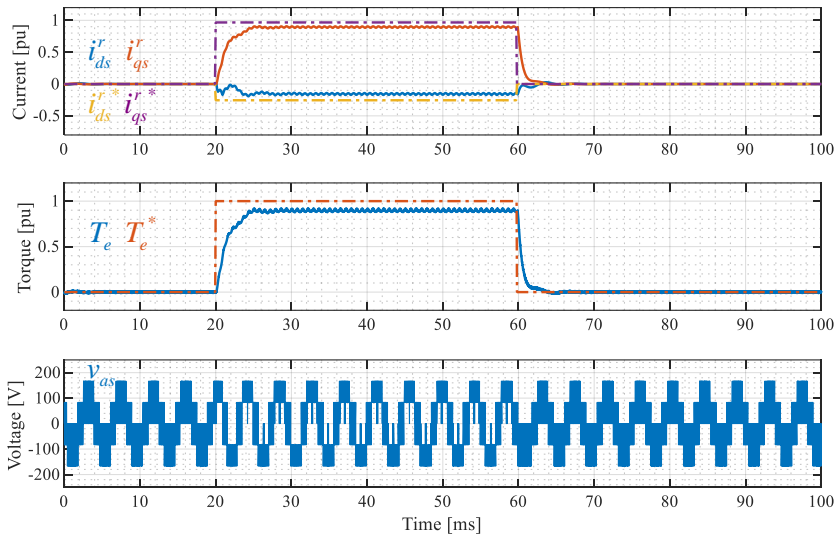 Current [pu]
1
0.5
0
-0.5
i^r_ds i^r_qs
i^r*_ds i^r*_qs
0 10 20 30 40 50 60 70 80 90 100
Torque [pu]
1
0.5
0
T_e T_e^*
0 10 20 30 40 50 60 70 80 90 100
Voltage [V]
200
100
0
-100
-200
v_as
0 10 20 30 40 50 60 70 80 90 100
Time [ms]